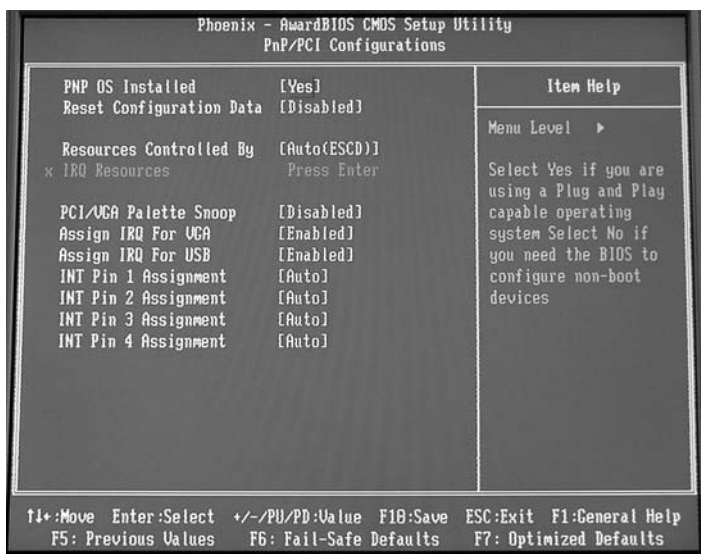 Phoenix - AwardBIOS CMOS Setup Utility
PnP/PCI Configurations
PNP OS Installed [Yes]
Reset Configuration Data [Disabled]
Resources Controlled By [Auto(ESCD)]
x IRQ Resources Press Enter
PCI/VGA Palette Snoop [Disabled]
Assign IRQ For VGA [Enabled]
Assign IRQ For USB [Enabled]
INT Pin 1 Assignment [Auto]
INT Pin 2 Assignment [Auto]
INT Pin 3 Assignment [Auto]
INT Pin 4 Assignment [Auto]
Item Help
Menu Level ▶
Select Yes if you are
using a Plug and Play
capable operating
system Select No if
you need the BIOS to
configure non-boot
devices
↑↓↔:Move Enter:Select +/-/PU/PD:Value F10:Save ESC:Exit F1:General Help
F5: Previous Values F6: Fail-Safe Defaults F7: Optimized Defaults